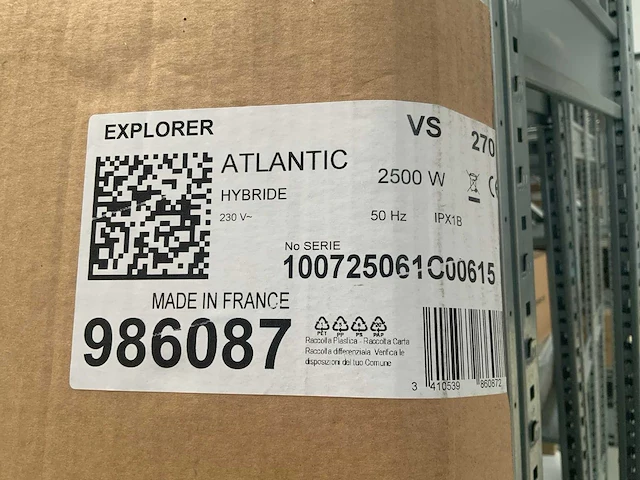 EXPLORER VS 270
ATLANTIC 2500 W
HYBRIDE
230 V~ 50 Hz IPX1B
No SERIE
100725061C00615
MADE IN FRANCE
986087
PET PP PS PAP
Raccolta Plastica - Raccolta Carta
Raccolta differenziata. Verifica le
disposizioni del tuo Comune
3 410539 860872